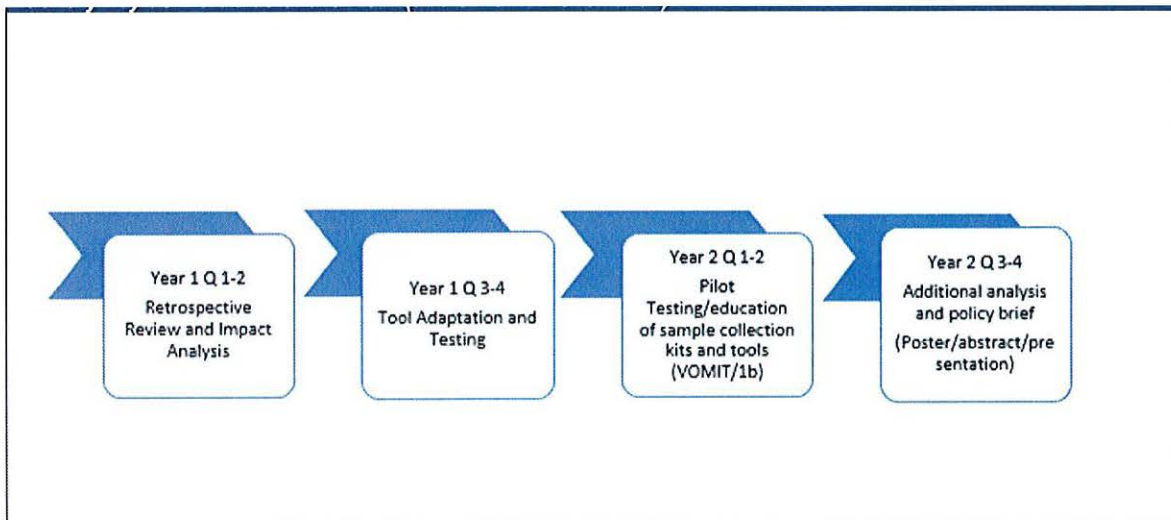 Year 1 Q 1-2
Retrospective
Review and Impact
Analysis
Year 1 Q 3-4
Tool Adaptation and
Testing
Year 2 Q 1-2
Pilot
Testing/education
of sample collection
kits and tools
(VOMIT/1b)
Year 2 Q 3-4
Additional analysis
and policy brief
(Poster/abstract/pre
sentation)